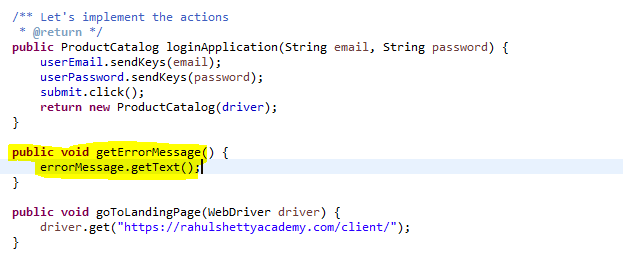 /** Let's implement the actions
 * @return */
public ProductCatalog loginApplication(String email, String password) {
    userEmail.sendKeys(email);
    userPassword.sendKeys(password);
    submit.click();
    return new ProductCatalog(driver);
}
public void getErrorMessage() {
    errorMessage.getText();
}
public void goToLandingPage(WebDriver driver) {
    driver.get("https://rahulshettyacademy.com/client/");
}